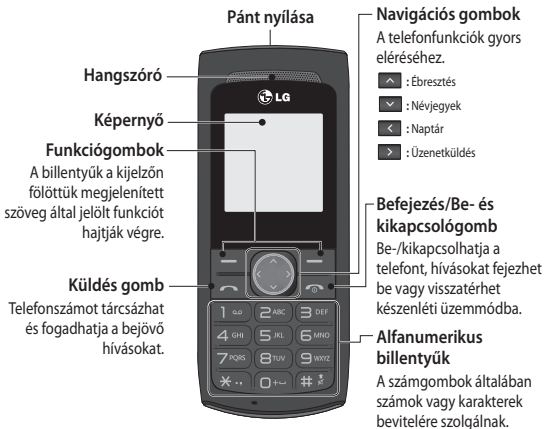 Pánt nyílása
Hangszóró
Képernyő
Funkciógombok
A billentyűk a kijelzőn
fölöttük megjelenített
szöveg által jelölt funkciót
hajtják végre.
Küldés gomb
Telefonszámot tárcsázhat
és fogadhatja a bejövő
hívásokat.
LG
1
2 ABC
3 DEF
4 GHI
5 JKL
6 MNO
7 PQRS
8 TUV
9 WXYZ
* . ,
0 +
#
Navigációs gombok
A telefonfunkciók gyors
eléréséhez.
: Ébresztés
: Névjegyek
: Naptár
: Üzenetküldés
Befejezés/Be- és
kikapcsológomb
Be-/kikapcsolhatja a
telefont, hívásokat fejezhet
be vagy visszatérhet
készenléti üzemmódba.
Alfanumerikus
billentyűk
A számgombok általában
számok vagy karakterek
bevitelére szolgálnak.